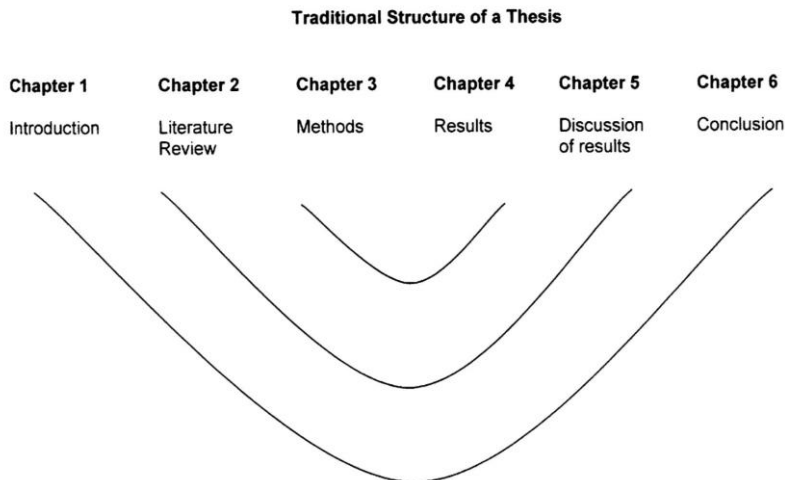 Traditional Structure of a Thesis
Chapter 1 Chapter 2 Chapter 3 Chapter 4 Chapter 5 Chapter 6
Introduction Literature Methods Results Discussion Conclusion
Review of results